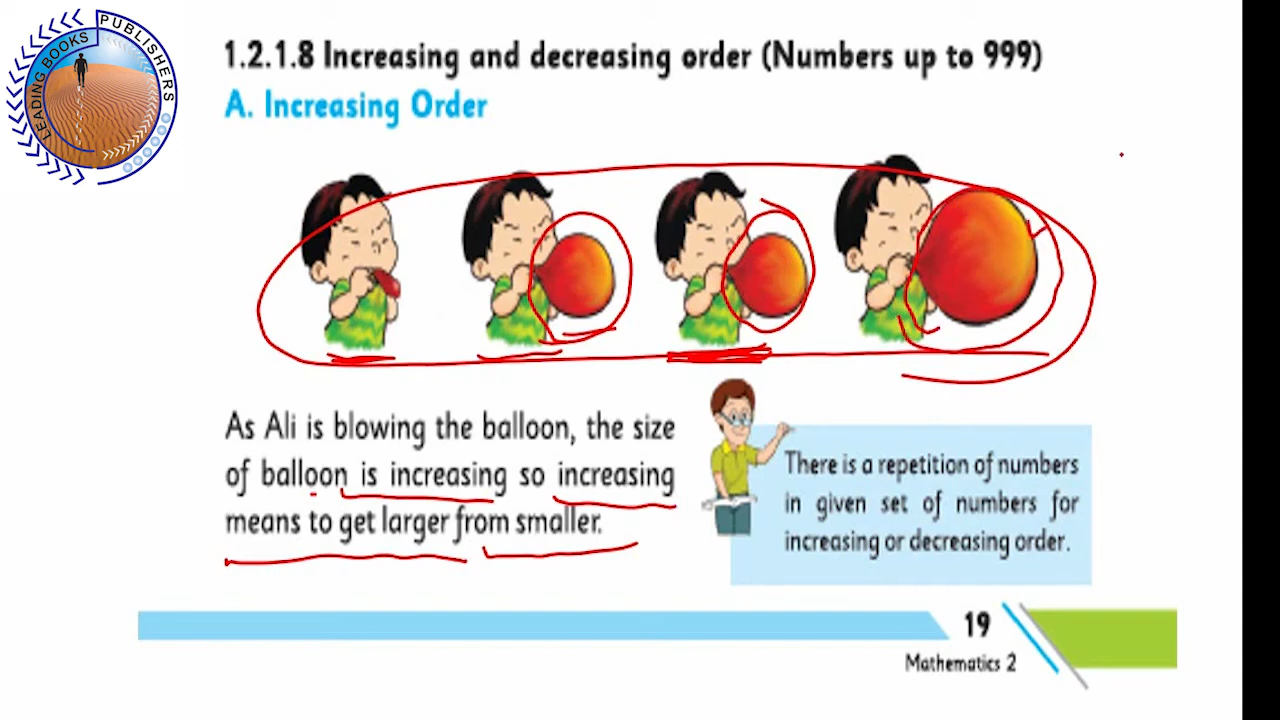 LEADING BOOKS PUBLISHERS
1.2.1.8 Increasing and decreasing order (Numbers up to 999)
A. Increasing Order
As Ali is blowing the balloon, the size
of balloon is increasing so increasing
means to get larger from smaller.
There is a repetition of numbers
in given set of numbers for
increasing or decreasing order.
19
Mathematics 2